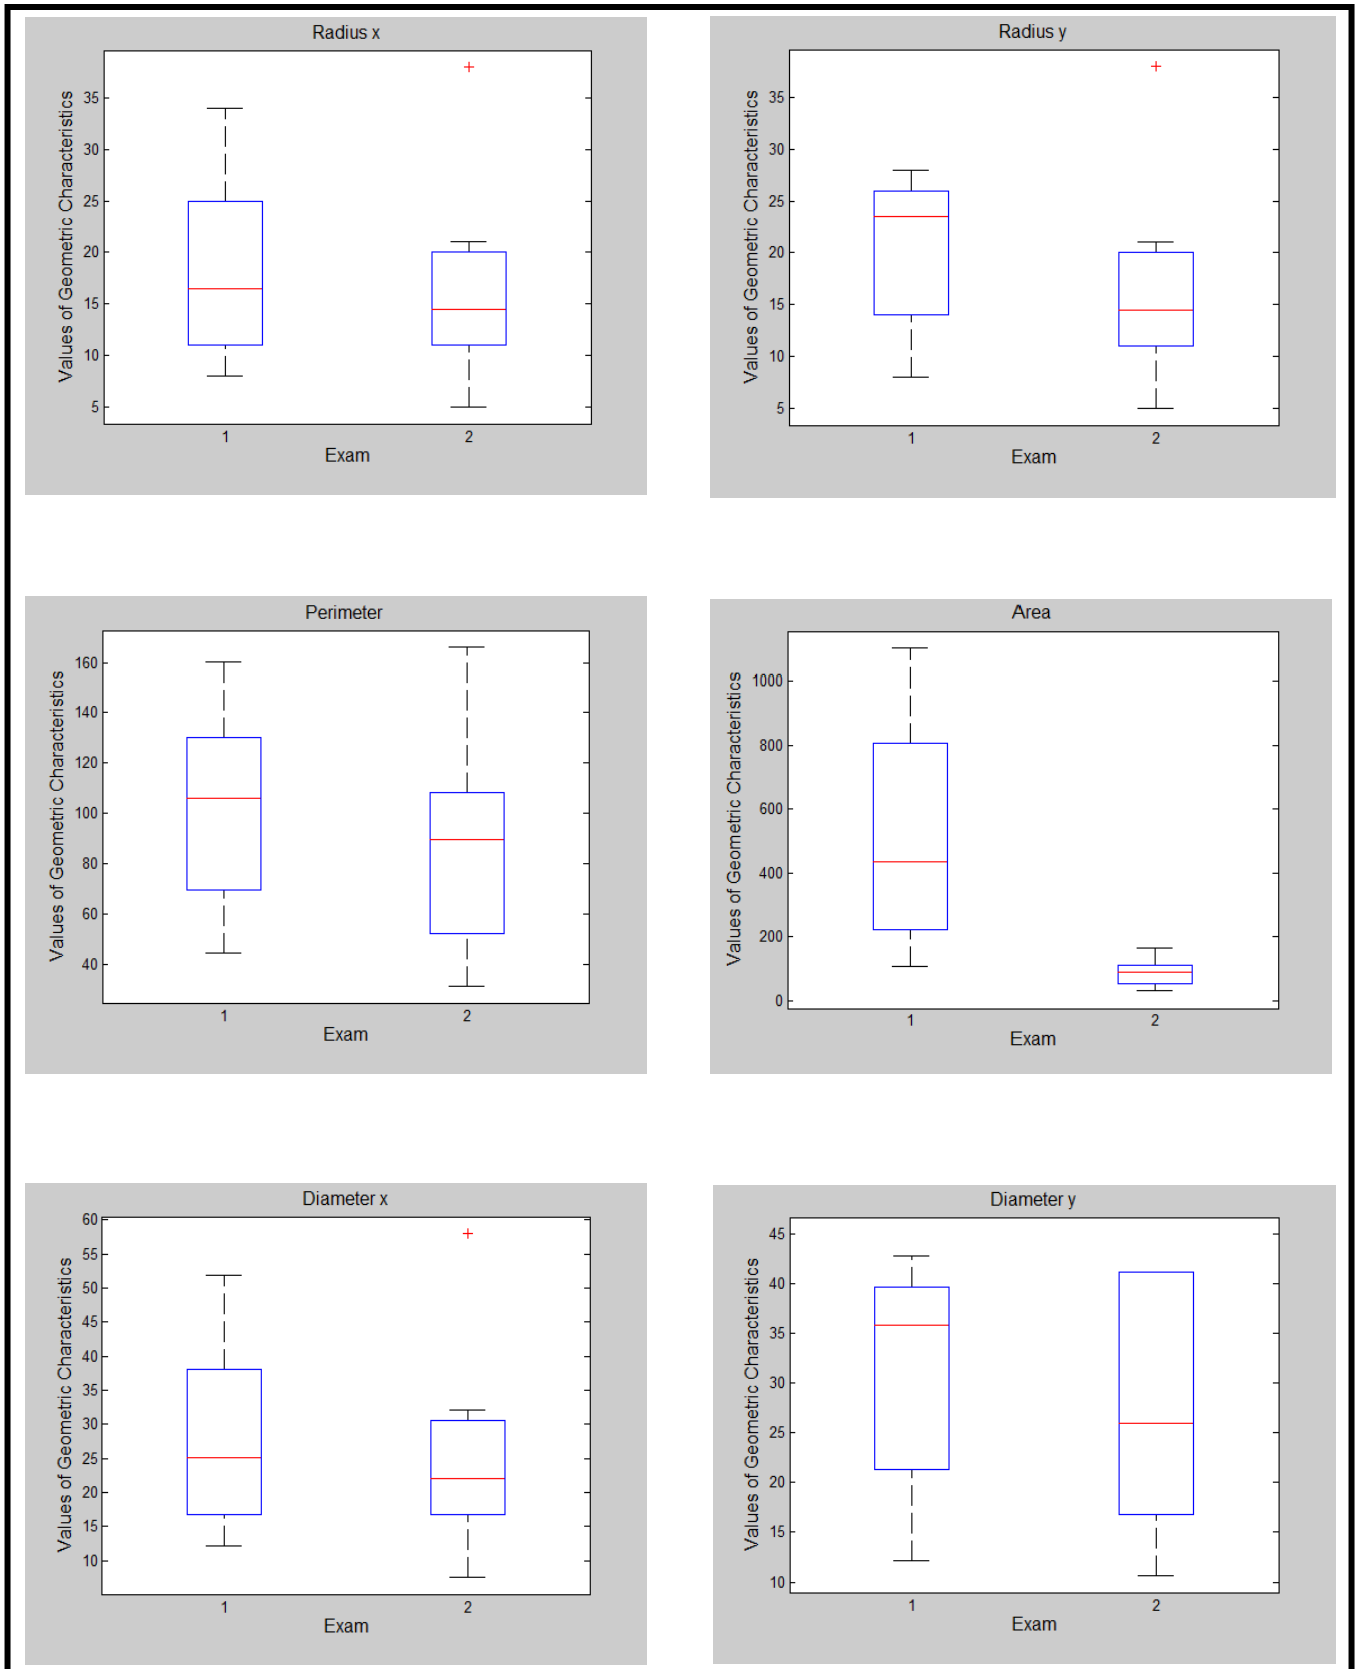 Radius x
Values of Geometric Characteristics
35
30
25
20
15
10
5
1 2
Exam
Radius y
Values of Geometric Characteristics
35
30
25
20
15
10
5
1 2
Exam
Perimeter
Values of Geometric Characteristics
160
140
120
100
80
60
40
1 2
Exam
Area
Values of Geometric Characteristics
1000
800
600
400
200
0
1 2
Exam
Diameter x
Values of Geometric Characteristics
60
55
50
45
40
35
30
25
20
15
10
1 2
Exam
Diameter y
Values of Geometric Characteristics
45
40
35
30
25
20
15
10
1 2
Exam